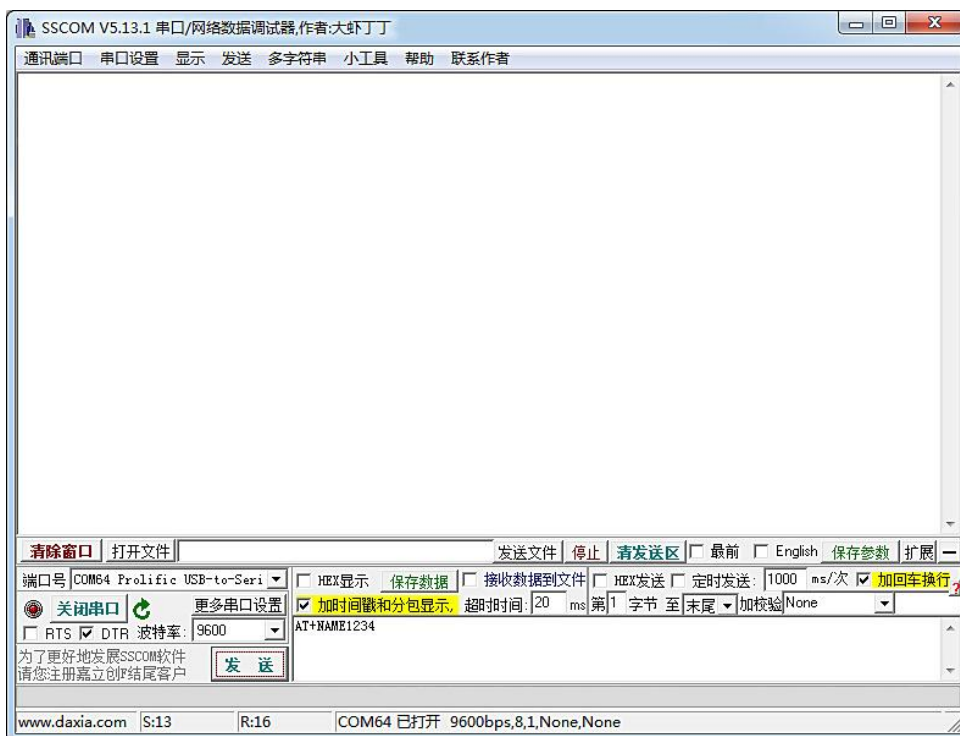 SSCOM V5.13.1 串口/网络数据调试器,作者:大虾丁丁
通讯端口 串口设置 显示 发送 多字符串 小工具 帮助 联系作者
清除窗口 打开文件 发送文件 停止 清发送区 最前 English 保存参数 扩展
端口号 COM64 Prolific USB-to-Seri HEX显示 保存数据 接收数据到文件 HEX发送 定时发送: 1000 ms/次 加回车换行
关闭串口 更多串口设置 加时间戳和分包显示, 超时时间: 20 ms 第1 字节 至 末尾 加校验 None
RTS DTR 波特率: 9600 AT+NAME1234
为了更好地发展SSCOM软件
请您注册嘉立创F结尾客户
发 送
www.daxia.com S:13 R:16 COM64 已打开 9600bps,8,1,None,None